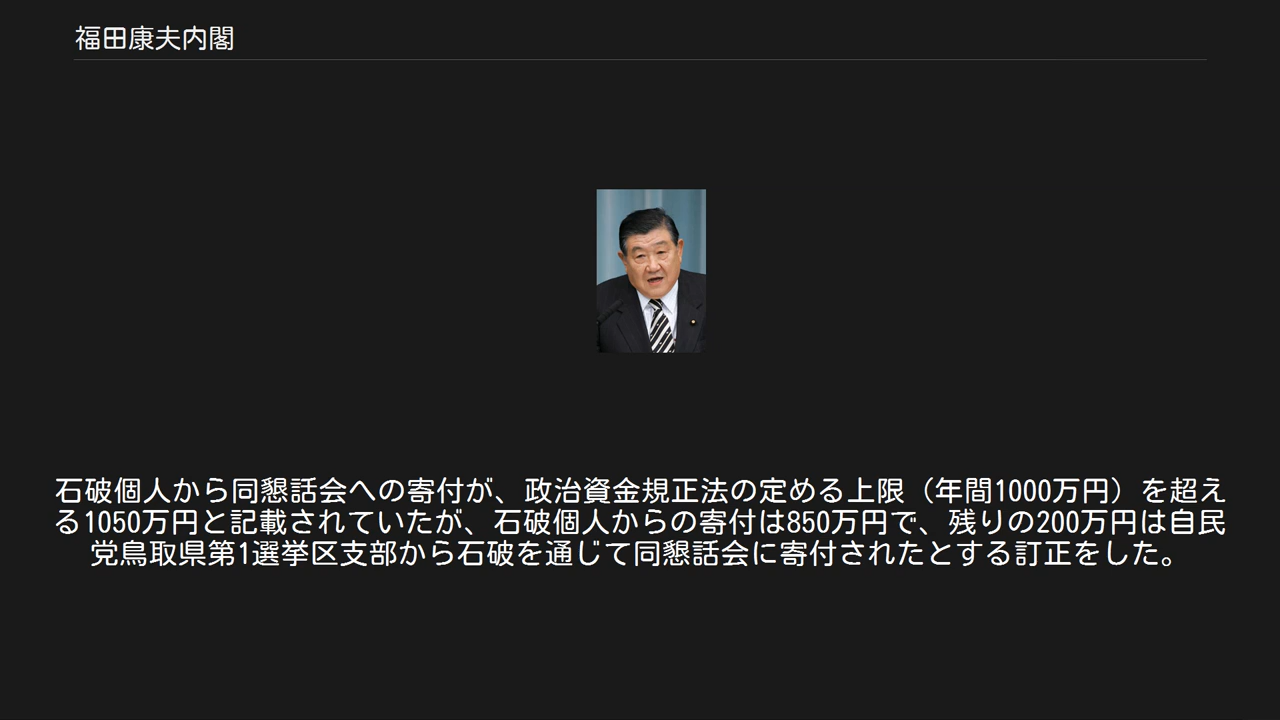 福田康夫内閣
石破個人から同懇話会への寄付が、政治資金規正法の定める上限（年間1000万円）を超え
る1050万円と記載されていたが、石破個人からの寄付は850万円で、残りの200万円は自民
党鳥取県第1選挙区支部から石破を通じて同懇話会に寄付されたとする訂正をした。